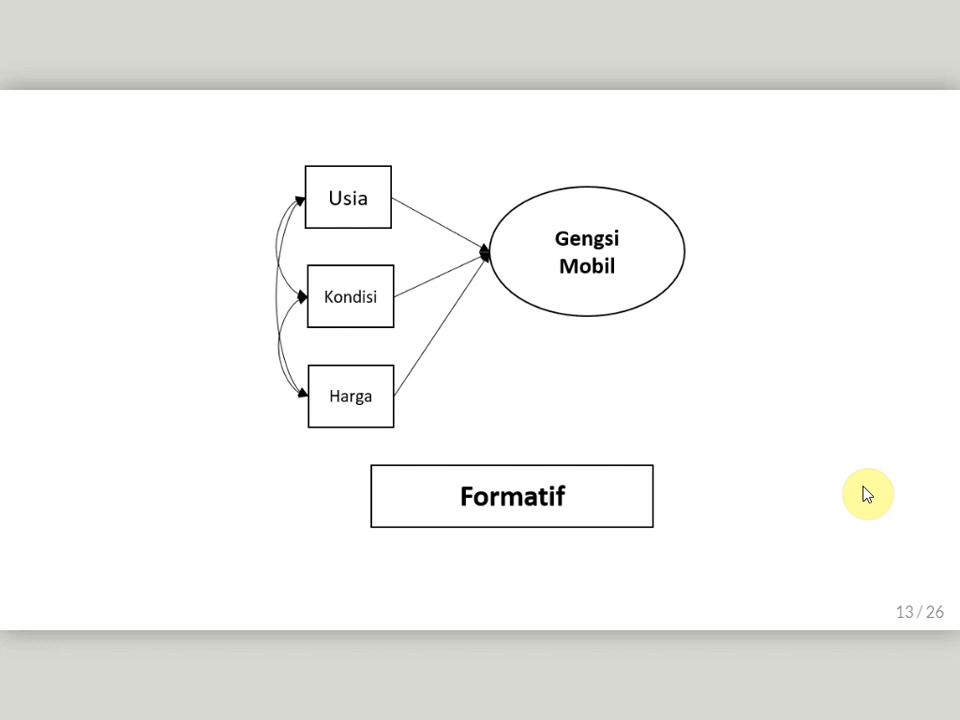 Usia
Kondisi
Harga
Gengsi
Mobil
Formatif
13 / 26